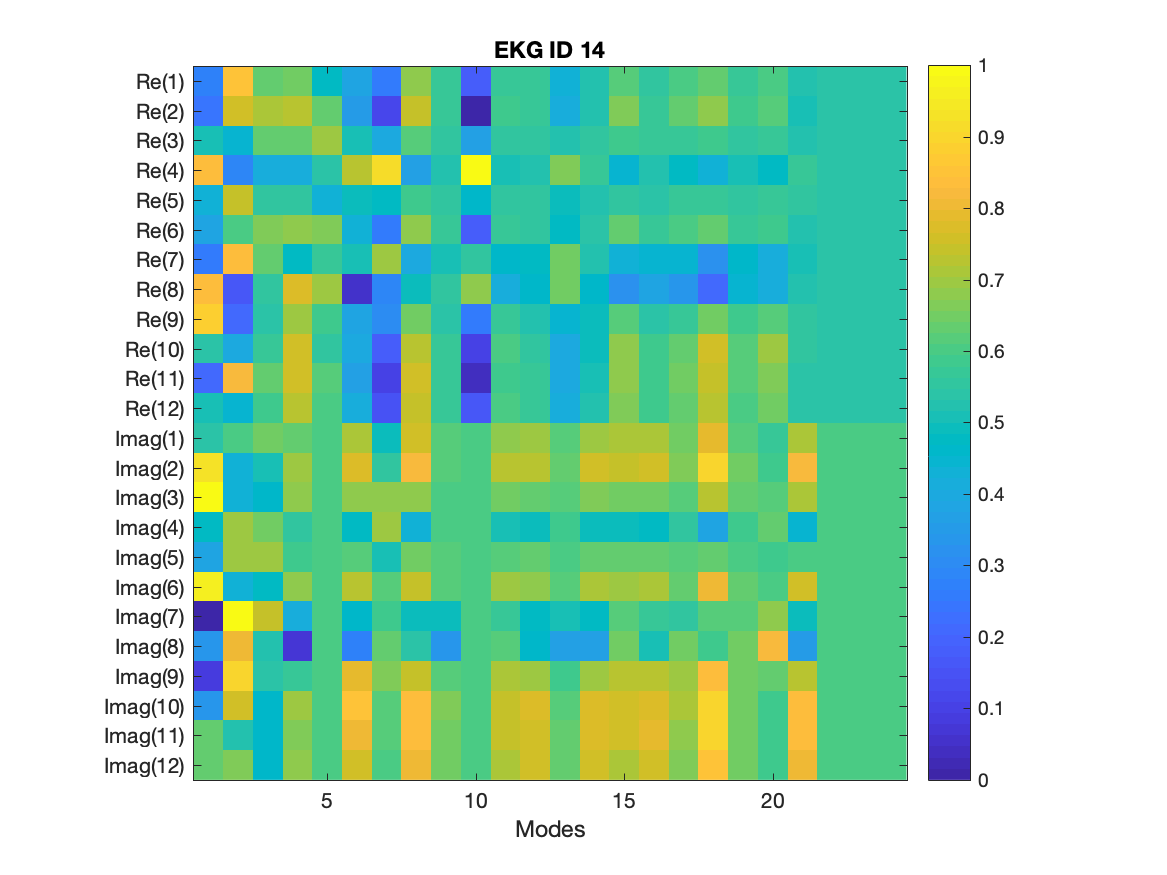 EKG ID 14
Re(1)
Re(2)
Re(3)
Re(4)
Re(5)
Re(6)
Re(7)
Re(8)
Re(9)
Re(10)
Re(11)
Re(12)
Imag(1)
Imag(2)
Imag(3)
Imag(4)
Imag(5)
Imag(6)
Imag(7)
Imag(8)
Imag(9)
Imag(10)
Imag(11)
Imag(12)
5 10 15 20
Modes
1
0.9
0.8
0.7
0.6
0.5
0.4
0.3
0.2
0.1
0